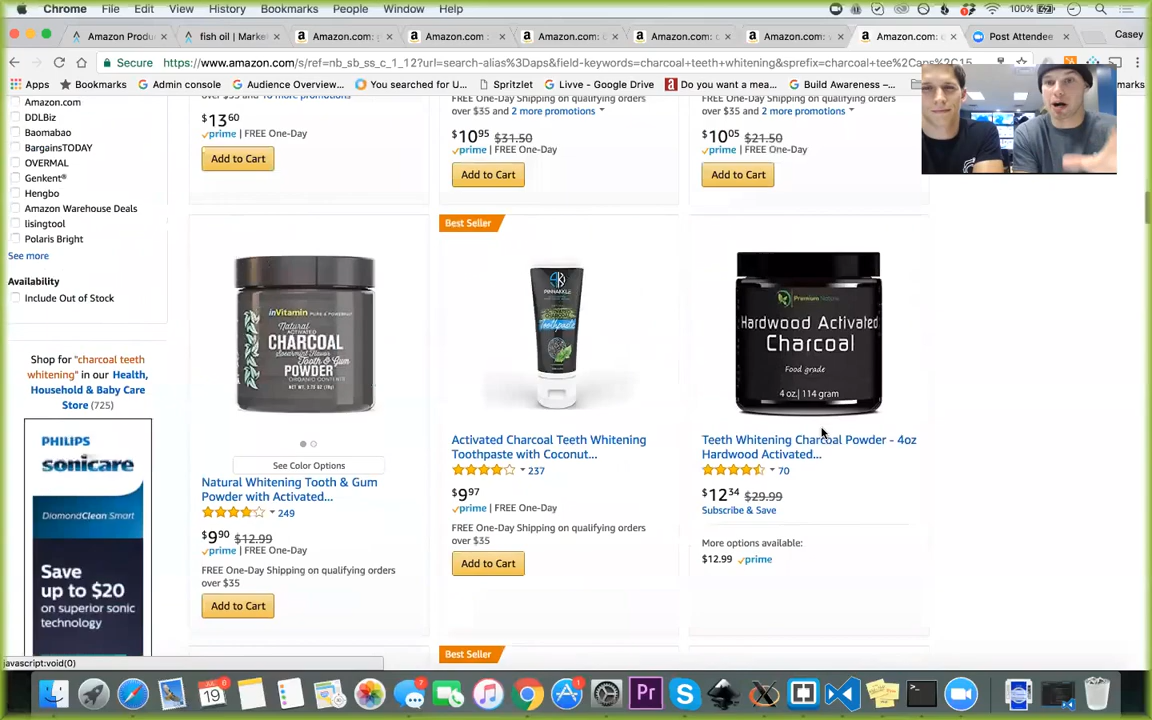 Chrome File Edit View History Bookmarks People Window Help
100%
Amazon Produ
fish oil | Mark
Amazon.com: 
Amazon.com :
Amazon.com: 
Amazon.com: 
Amazon.com: 
Amazon.com: 
Post Attendee
Casey
Secure https://www.amazon.com/s/ref=nb_sb_ss_c_1_12?url=search-alias%3Daps&field-keywords=charcoal+teeth+whitening&sprefix=charcoal+tee%2Caps%2C15
Apps Bookmarks Admin console Audience Overview... You searched for U... Spritzlet Livve - Google Drive Do you want a mea... Build Awareness –...
marks
Amazon.com
DDLBiz
Baomabao
BargainsTODAY
OVERMAL
Genkent®
Hengbo
Amazon Warehouse Deals
lisingtool
Polaris Bright
See more
Availability
Include Out of Stock
Shop for "charcoal teeth
whitening" in our Health,
Household & Baby Care
Store (725)
PHILIPS
sonicare
DiamondClean Smart
Save
up to $20
on superior sonic
technology
$13 60
prime | FREE One-Day
Add to Cart
FREE One-Day Shipping on qualifying orders
over $35 and 2 more promotions
$10 95 $31.50
prime | FREE One-Day
Add to Cart
FREE One-Day Shipping on qualifying orders
over $35 and 2 more promotions
$10 05 $21.50
prime | FREE One-Day
Add to Cart
inVitamin PURE & POWERFUL
Natural
ACTIVATED
CHARCOAL
Spearmint Flavor
Tooth & Gum
POWDER
ORGANIC CONTENTS
See Color Options
Natural Whitening Tooth & Gum
Powder with Activated...
249
$9 90 $12.99
prime | FREE One-Day
FREE One-Day Shipping on qualifying orders
over $35
Add to Cart
Best Seller
Toothpaste
Activated Charcoal Teeth Whitening
Toothpaste with Coconut...
237
$9 97
prime | FREE One-Day
FREE One-Day Shipping on qualifying orders
over $35
Add to Cart
Best Seller
Premium Nature
Hardwood Activated
Charcoal
Food grade
4 oz.| 114 gram
Teeth Whitening Charcoal Powder - 4oz
Hardwood Activated...
70
$12 34 $29.99
Subscribe & Save
More options available:
$12.99 prime
javascript:void(0)
19
Pr